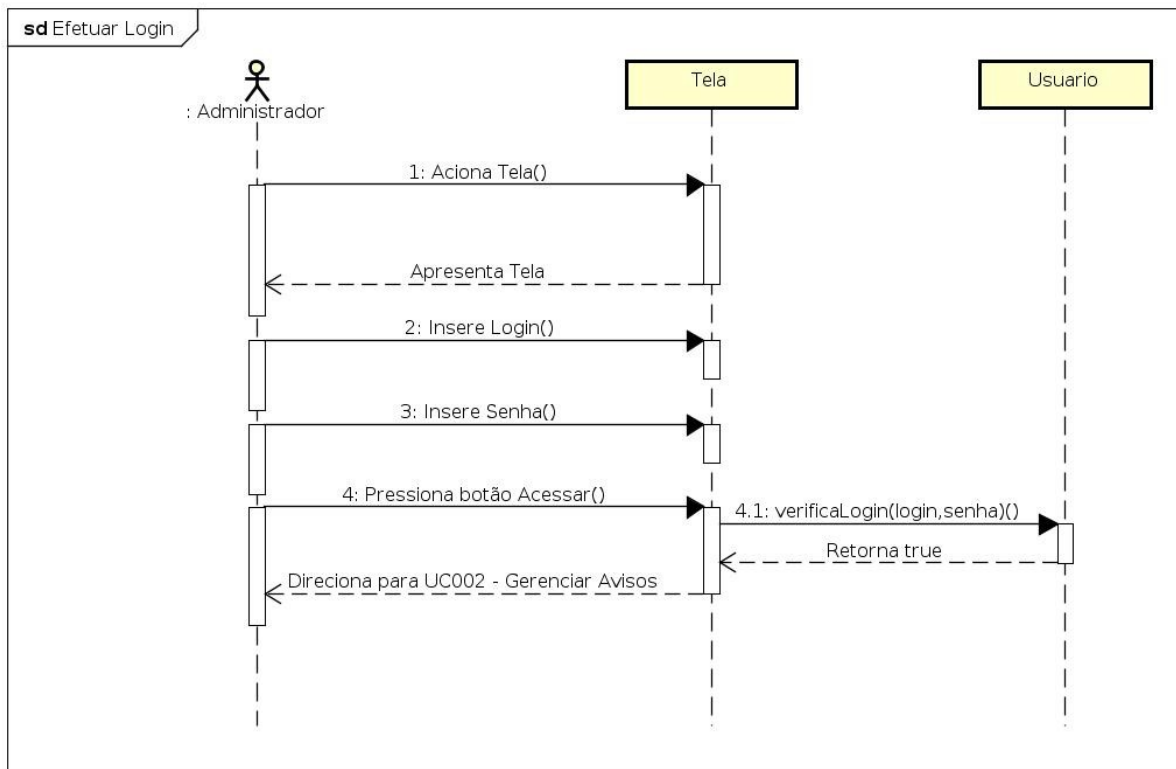 sd Efetuar Login
: Administrador
Tela
Usuario
1: Aciona Tela()
Apresenta Tela
2: Insere Login()
3: Insere Senha()
4: Pressiona botão Acessar()
4.1: verificaLogin(login,senha)()
Retorna true
Direciona para UC002 - Gerenciar Avisos